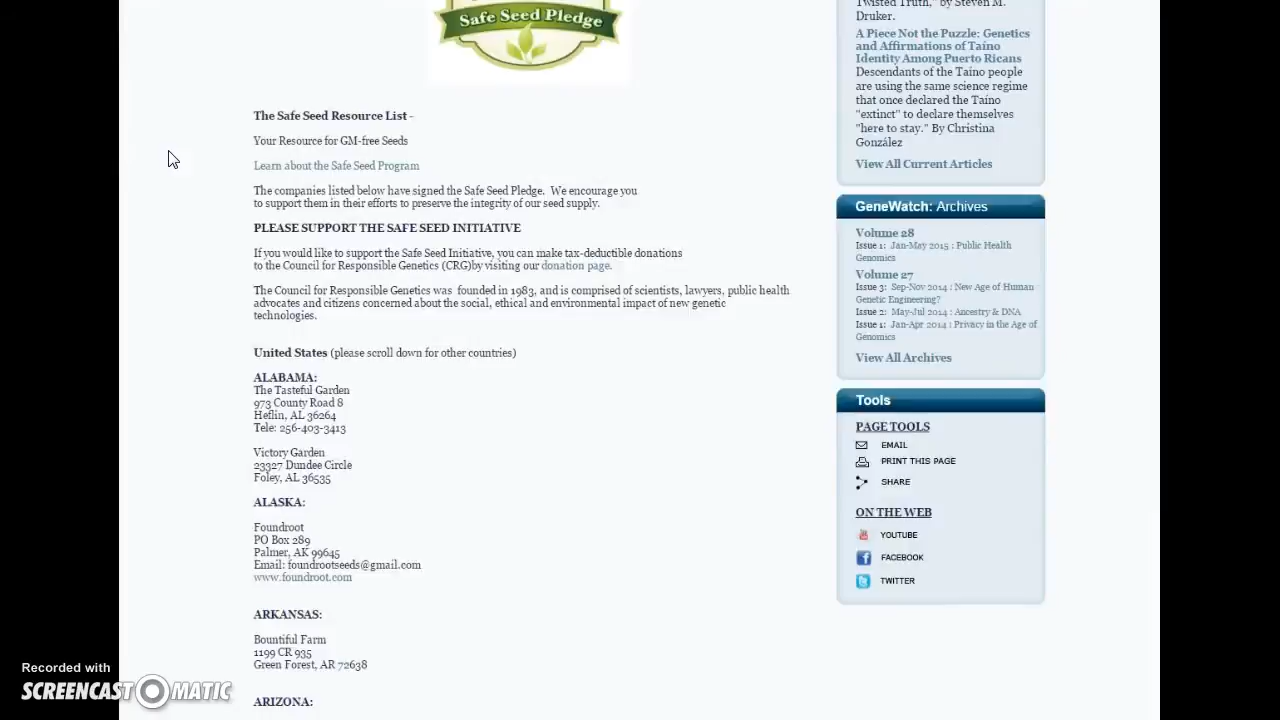 Safe Seed Pledge
The Safe Seed Resource List -
Your Resource for GM-free Seeds
Learn about the Safe Seed Program
The companies listed below have signed the Safe Seed Pledge.  We encourage you
to support them in their efforts to preserve the integrity of our seed supply.
PLEASE SUPPORT THE SAFE SEED INITIATIVE
If you would like to support the Safe Seed Initiative, you can make tax-deductible donations
to the Council for Responsible Genetics (CRG)by visiting our donation page.
The Council for Responsible Genetics was  founded in 1983, and is comprised of scientists, lawyers, public health
advocates and citizens concerned about the social, ethical and environmental impact of new genetic
technologies.
United States (please scroll down for other countries)
ALABAMA:
The Tasteful Garden
973 County Road 8
Heflin, AL 36264
Tele: 256-403-3413
Victory Garden
23327 Dundee Circle
Foley, AL 36535
ALASKA:
Foundroot
PO Box 289
Palmer, AK 99645
Email: foundrootseeds@gmail.com
www.foundroot.com
ARKANSAS:
Bountiful Farm
1199 CR 935
Green Forest, AR 72638
ARIZONA:
Twisted Truth," by Steven M.
Druker.
A Piece Not the Puzzle: Genetics
and Affirmations of Taíno
Identity Among Puerto Ricans
Descendants of the Taíno people
are using the same science regime
that once declared the Taíno
"extinct" to declare themselves
"here to stay." By Christina
González
View All Current Articles
GeneWatch: Archives
Volume 28
Issue 1:  Jan-May 2015 : Public Health
Genomics
Volume 27
Issue 3:  Sep-Nov 2014 : New Age of Human
Genetic Engineering?
Issue 2:  May-Jul 2014 : Ancestry & DNA
Issue 1:  Jan-Apr 2014 : Privacy in the Age of
Genomics
View All Archives
Tools
PAGE TOOLS
EMAIL
PRINT THIS PAGE
SHARE
ON THE WEB
YOUTUBE
FACEBOOK
TWITTER
Recorded with
SCREENCAST-O-MATIC